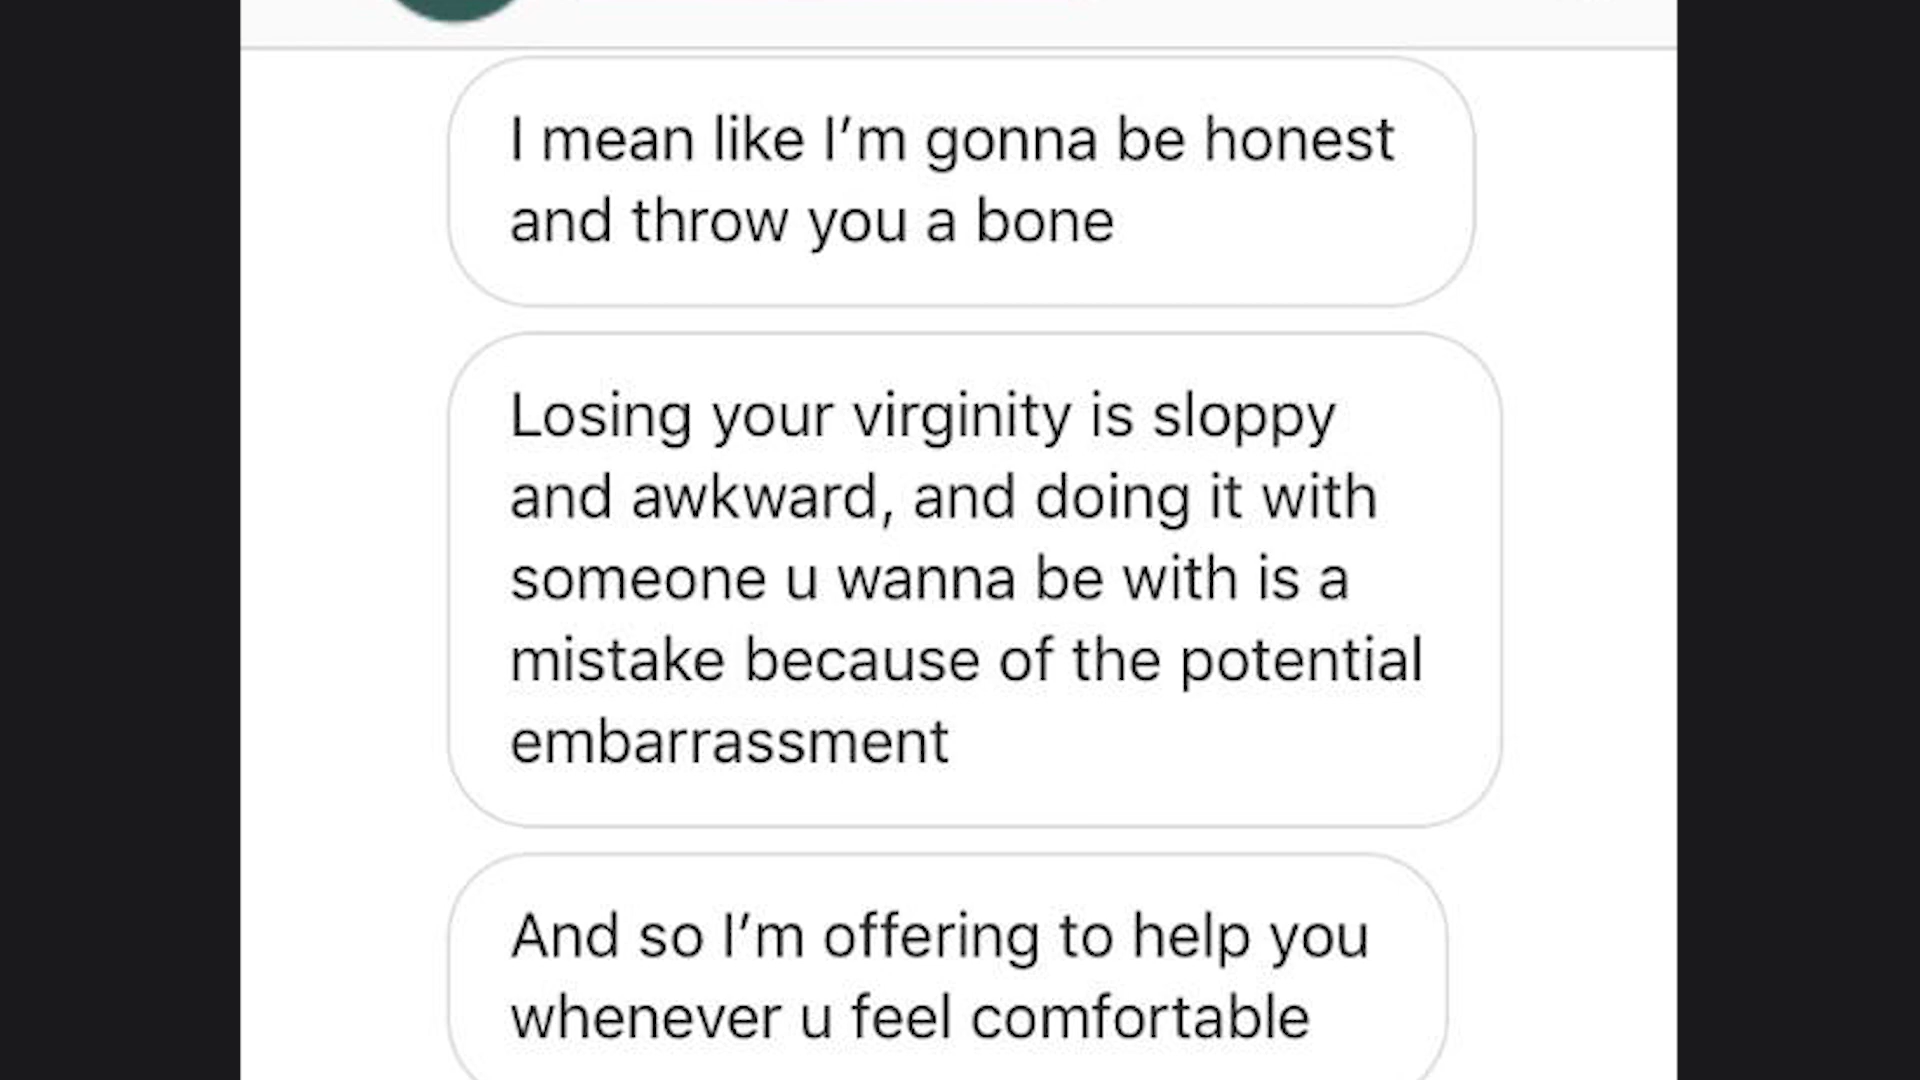 I mean like I'm gonna be honest
and throw you a bone
Losing your virginity is sloppy
and awkward, and doing it with
someone u wanna be with is a
mistake because of the potential
embarrassment
And so I'm offering to help you
whenever u feel comfortable